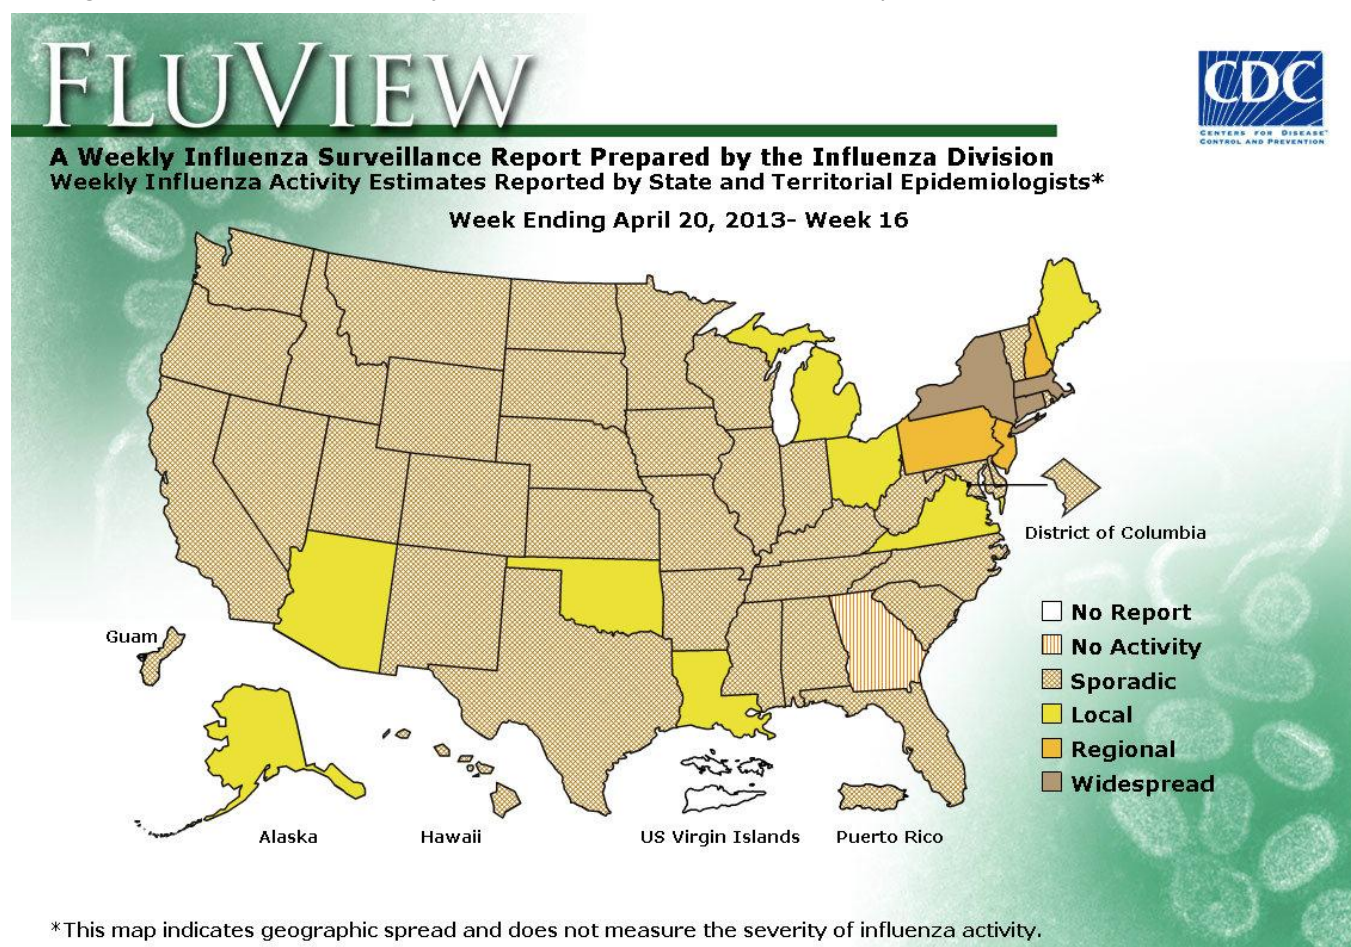 FLUVIEW
CDC
CENTERS FOR DISEASE
CONTROL AND PREVENTION
A Weekly Influenza Surveillance Report Prepared by the Influenza Division
Weekly Influenza Activity Estimates Reported by State and Territorial Epidemiologists*
Week Ending April 20, 2013- Week 16
District of Columbia
No Report
Guam
No Activity
Sporadic
Local
Regional
Widespread
Alaska
Hawaii
US Virgin Islands
Puerto Rico
*This map indicates geographic spread and does not measure the severity of influenza activity.